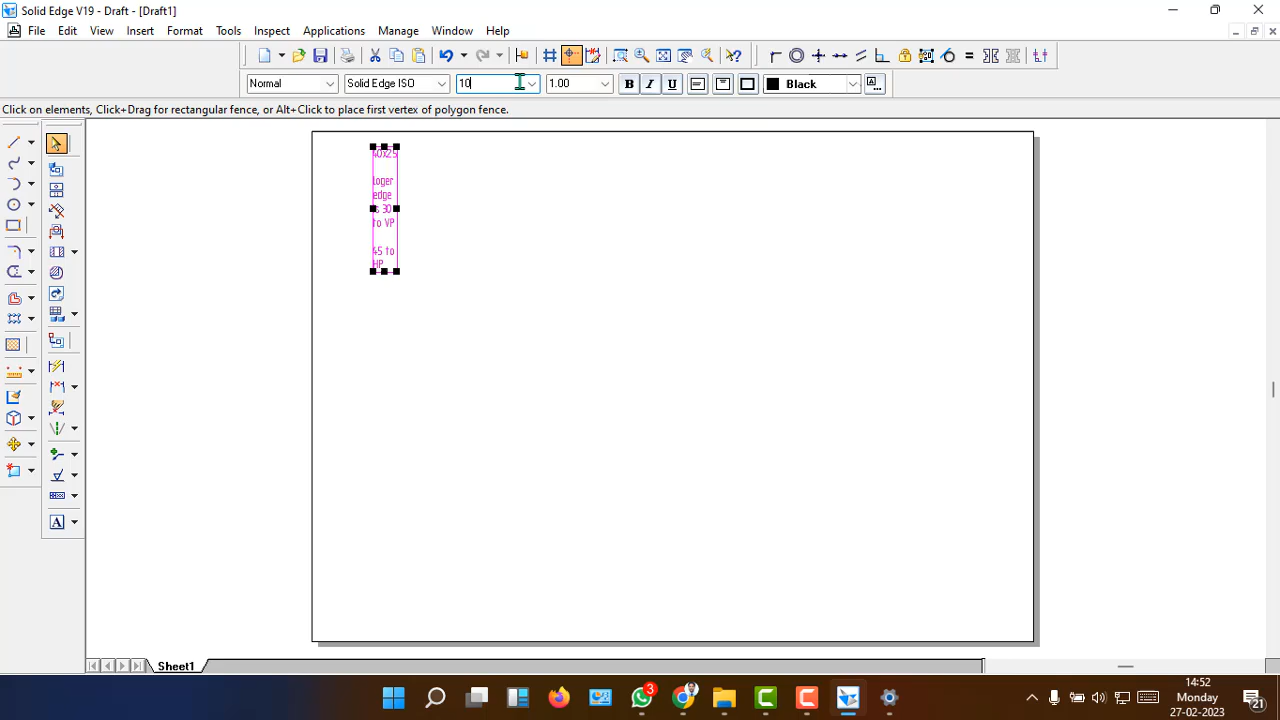 Solid Edge V19 - Draft - [Draft1]
File Edit View Insert Format Tools Inspect Applications Manage Window Help
Normal Solid Edge ISO 10 1.00 B I U Black
Click on elements, Click+Drag for rectangular fence, or Alt+Click to place first vertex of polygon fence.
40x25
loger
edge
is 30
to VP
45 to
HP
A
Sheet1
3
14:52
Monday
27-02-2023
21